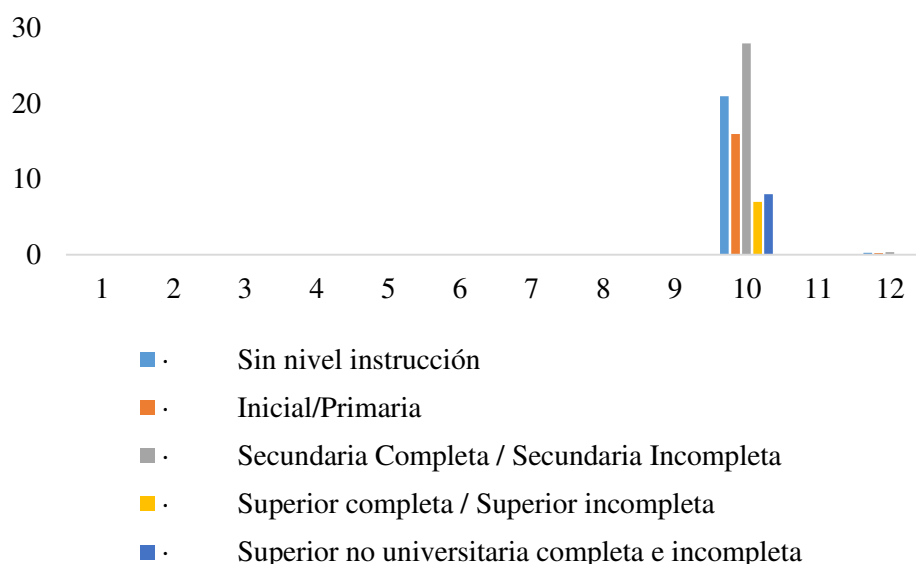 30
20
10
0
1 2 3 4 5 6 7 8 9 10 11 12
· Sin nivel instrucción
· Inicial/Primaria
· Secundaria Completa / Secundaria Incompleta
· Superior completa / Superior incompleta
· Superior no universitaria completa e incompleta